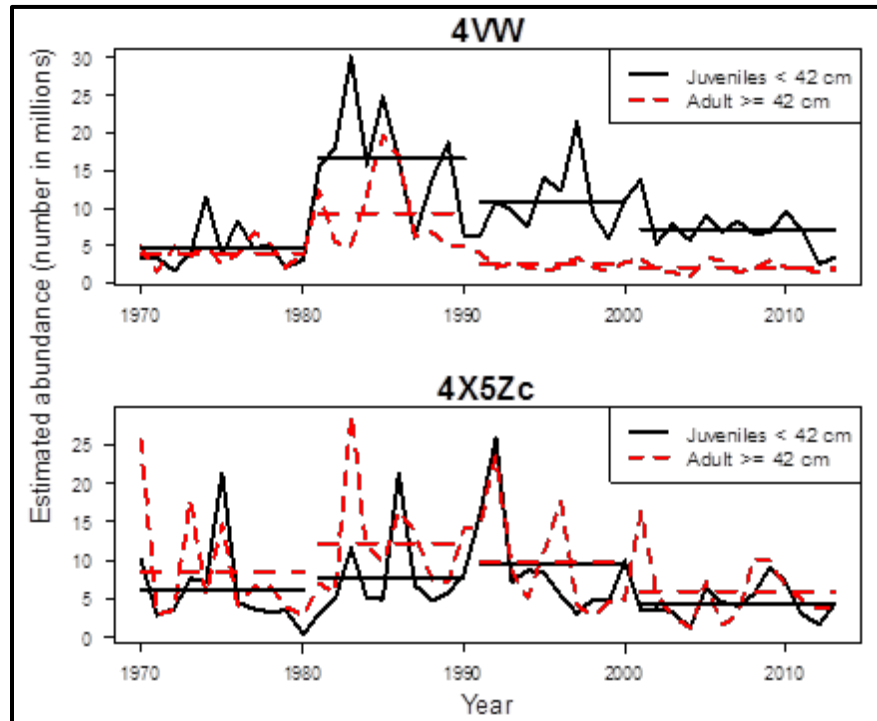 4VW
Estimated abundance (number in millions)
30
25
20
15
10
5
0
Juveniles < 42 cm
Adult >= 42 cm
1970 1980 1990 2000 2010
4X5Zc
25
20
15
10
5
0
Juveniles < 42 cm
Adult >= 42 cm
1970 1980 1990 2000 2010
Year